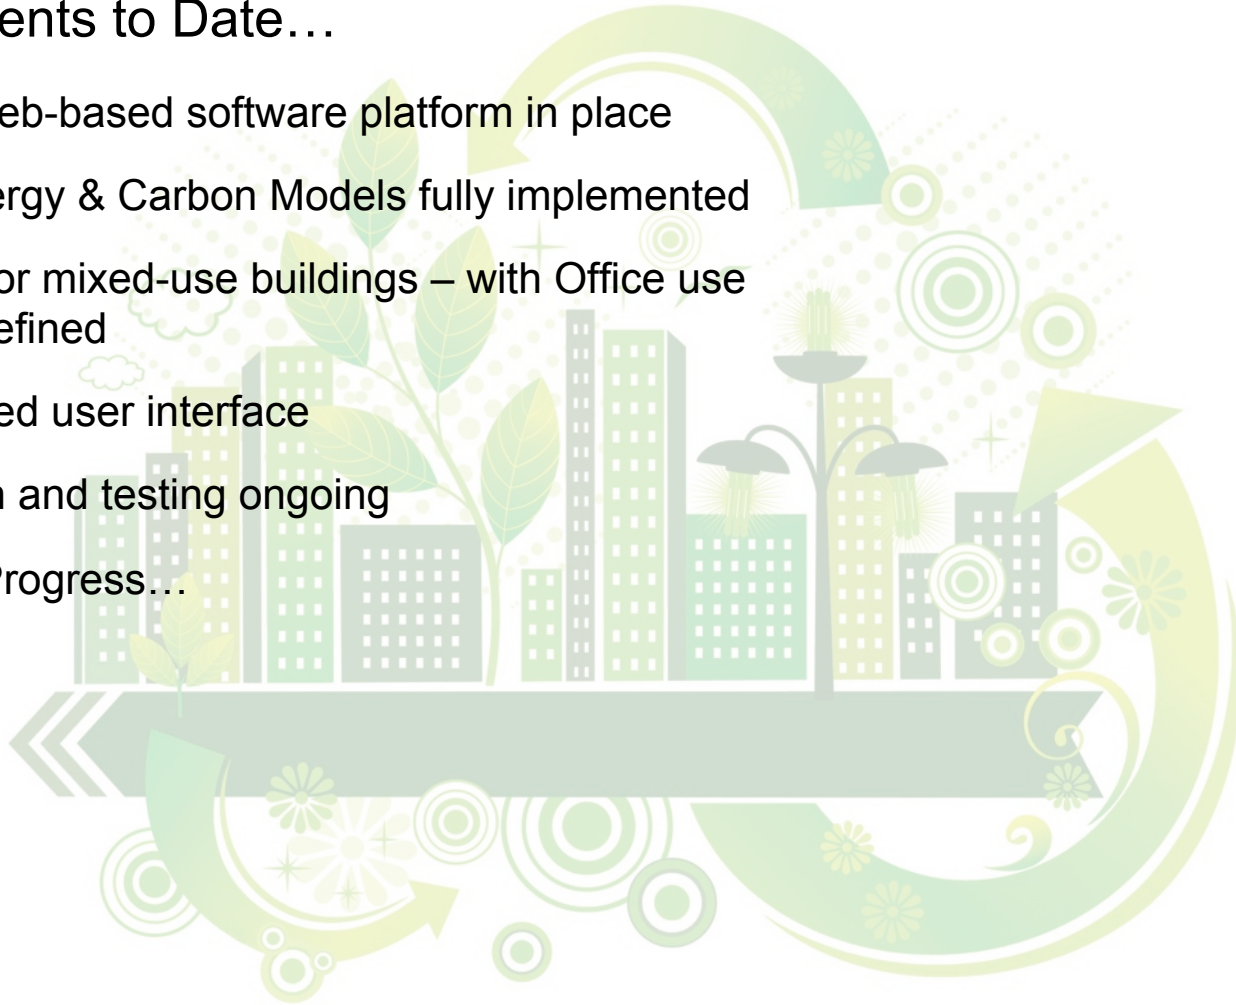 ents to Date…
eb-based software platform in place
ergy & Carbon Models fully implemented
or mixed-use buildings – with Office use
efined
ed user interface
and testing ongoing
Progress…